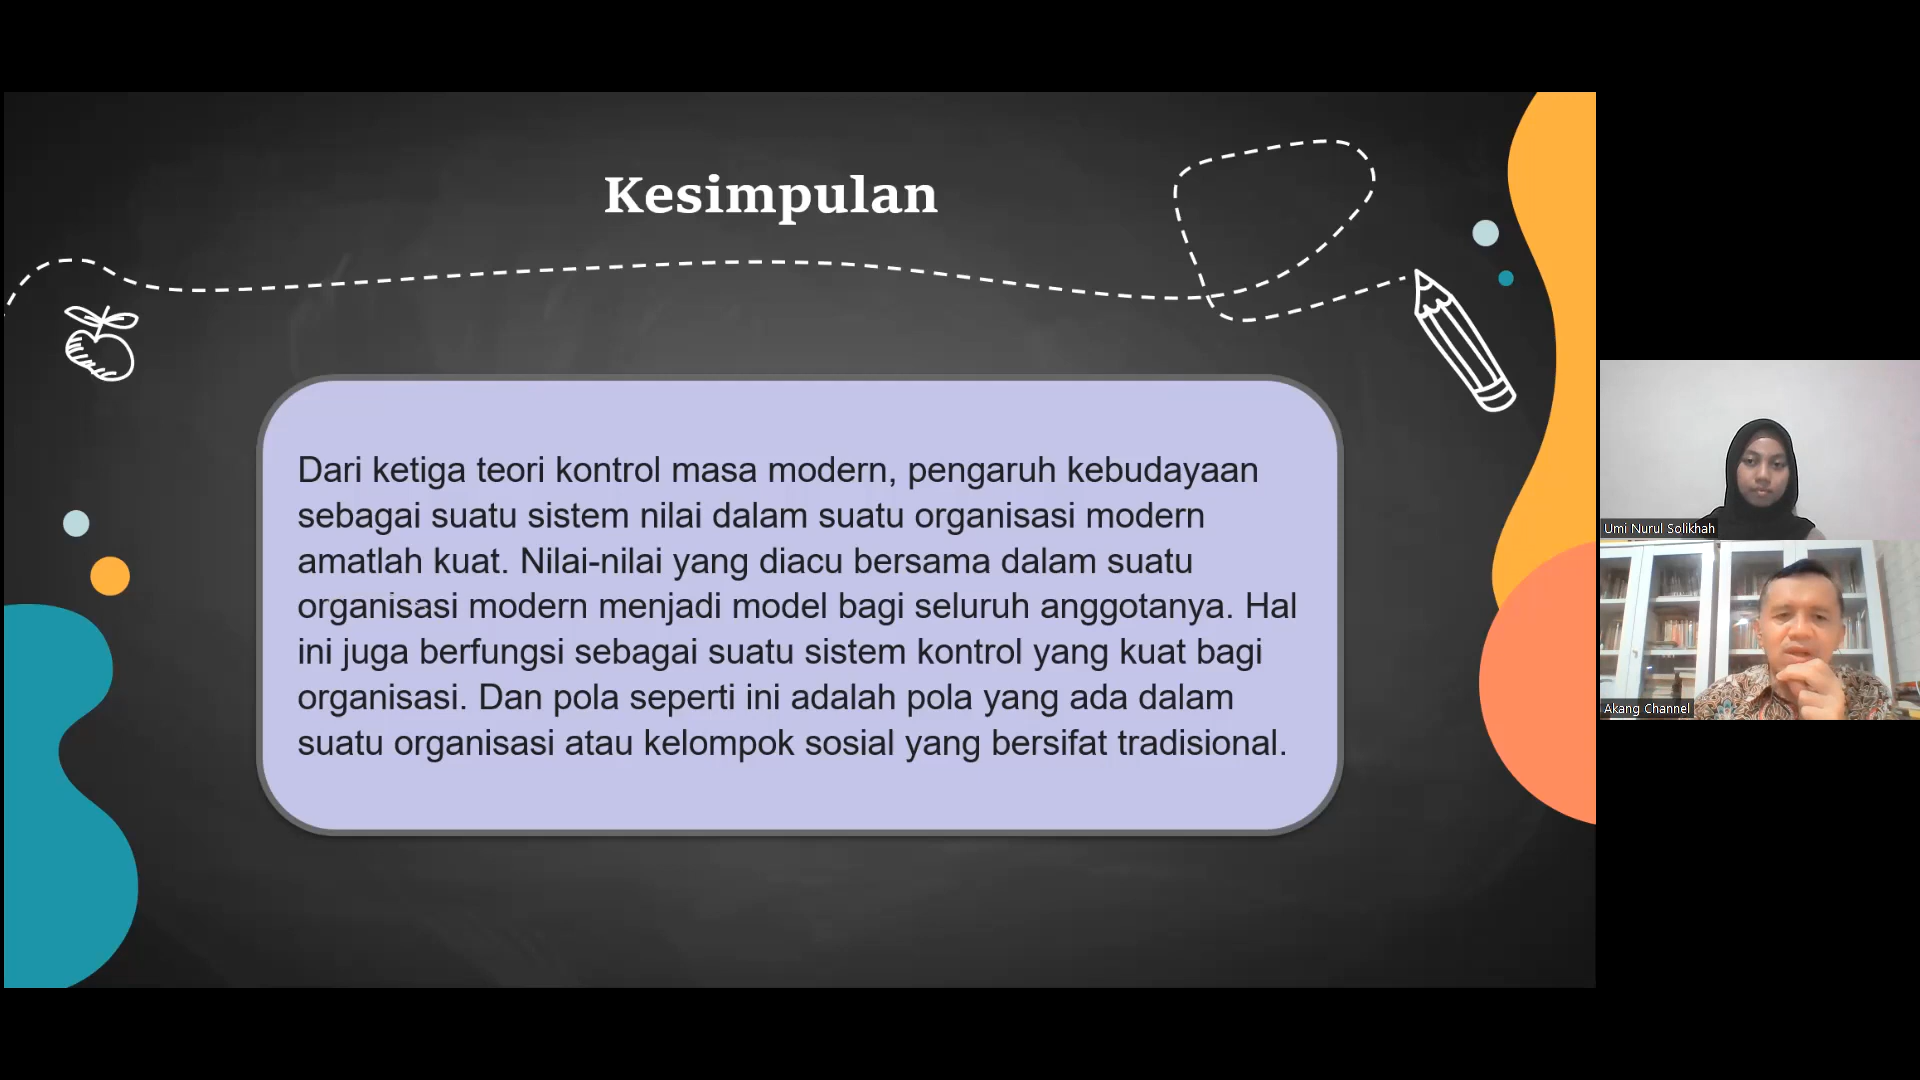 Kesimpulan
Dari ketiga teori kontrol masa modern, pengaruh kebudayaan
sebagai suatu sistem nilai dalam suatu organisasi modern
amatlah kuat. Nilai-nilai yang diacu bersama dalam suatu
organisasi modern menjadi model bagi seluruh anggotanya. Hal
ini juga berfungsi sebagai suatu sistem kontrol yang kuat bagi
organisasi. Dan pola seperti ini adalah pola yang ada dalam
suatu organisasi atau kelompok sosial yang bersifat tradisional.
Umi Nurul Solikhah
Akang Channel